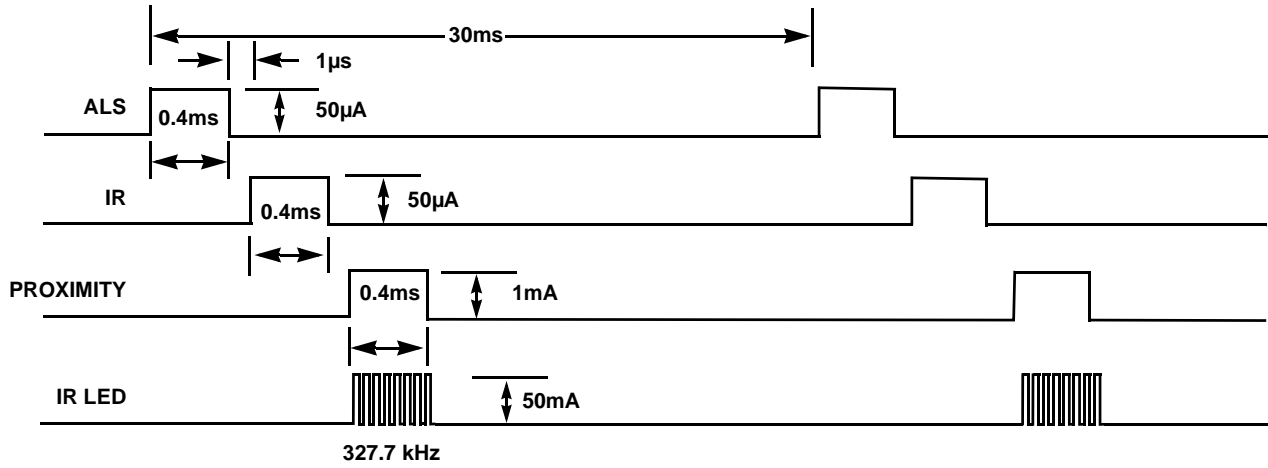 30ms
1µs
ALS
0.4ms
50µA
IR
0.4ms
50µA
PROXIMITY
0.4ms
1mA
IR LED
50mA
327.7 kHz